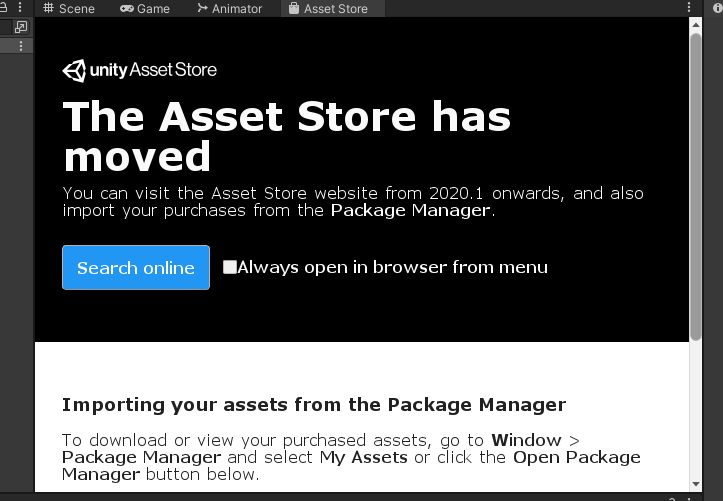 Scene Game Animator Asset Store
unity Asset Store
The Asset Store has
moved
You can visit the Asset Store website from 2020.1 onwards, and also
import your purchases from the Package Manager.
Search online Always open in browser from menu
Importing your assets from the Package Manager
To download or view your purchased assets, go to Window >
Package Manager and select My Assets or click the Open Package
Manager button below.